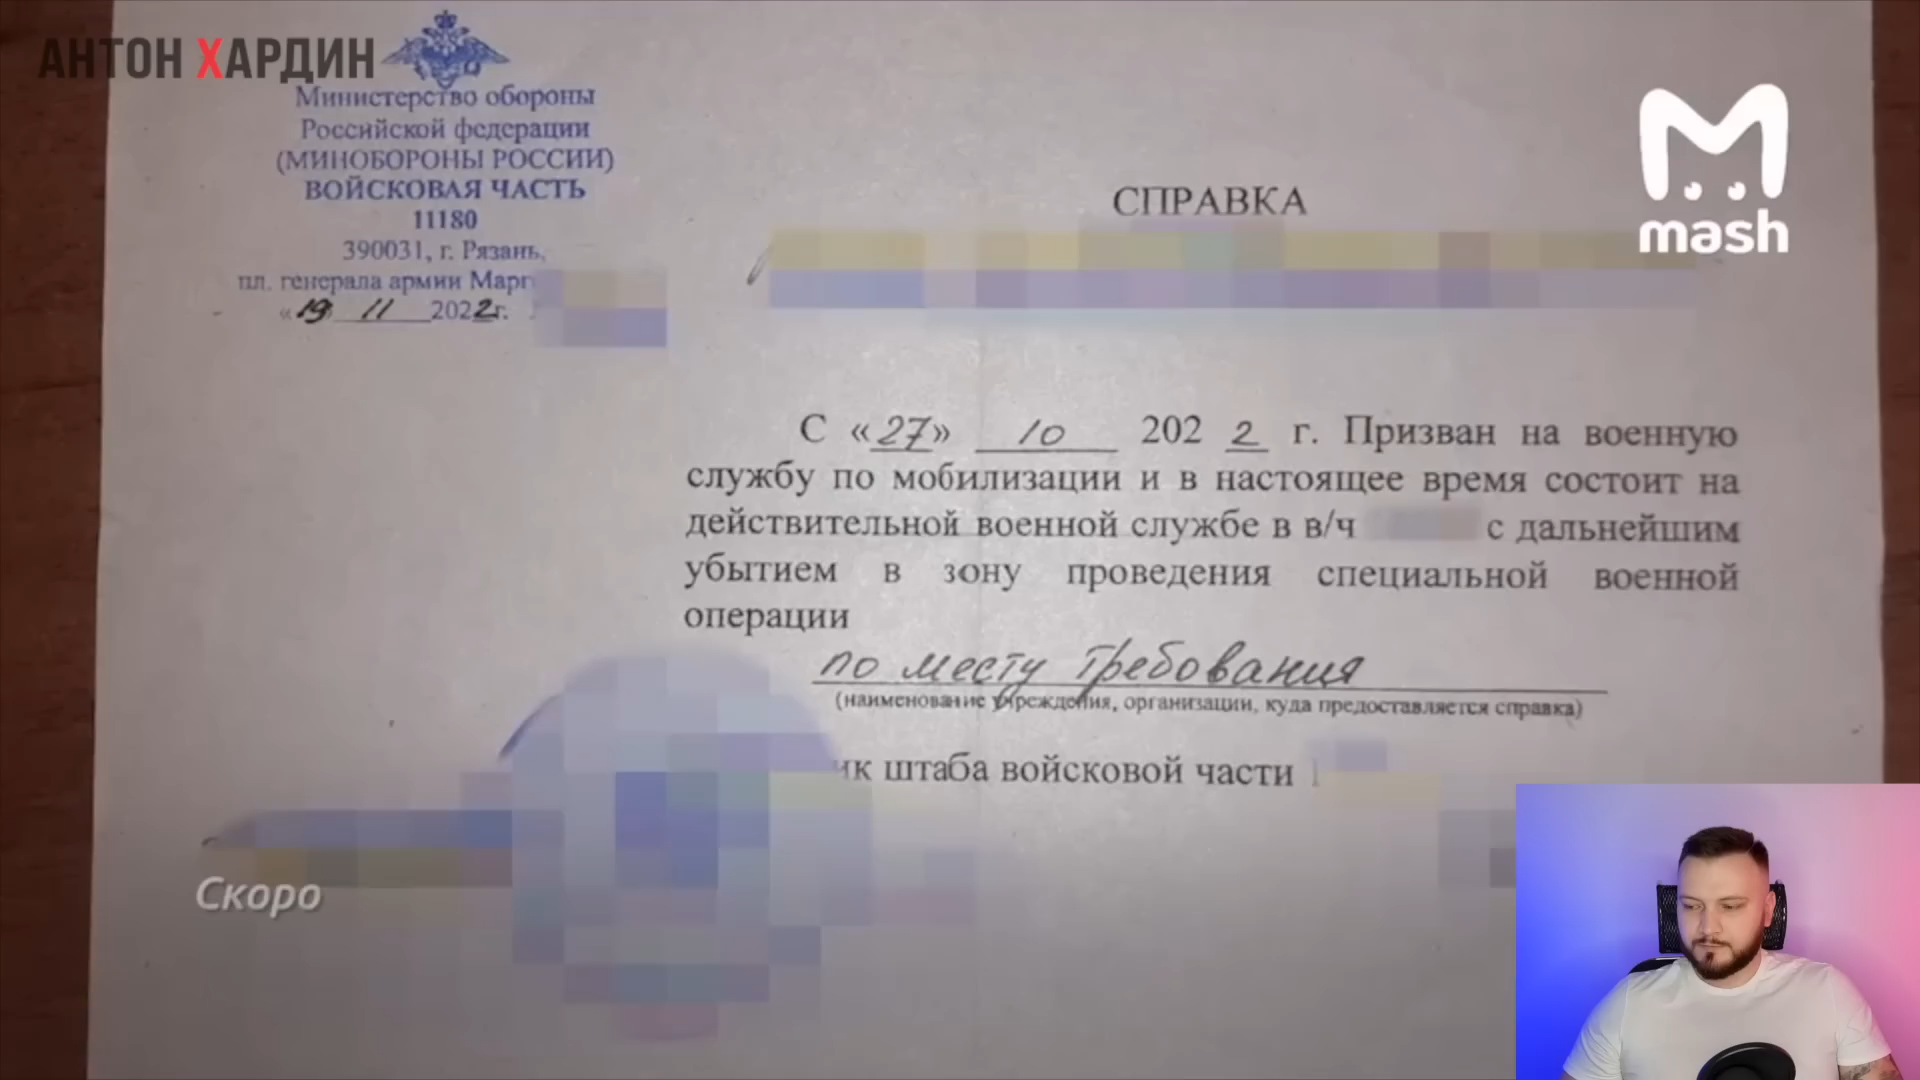 АНТОН ХАРДИН
Министерство обороны
Российской федерации
(МИНОБОРОНЫ РОССИИ)
ВОЙСКОВАЯ ЧАСТЬ
11180
390031, г. Рязань,
пл. генерала армии
«19» 11 2022г.
mash
СПРАВКА
С «27» 10 2022 г. Призван на военную
службу по мобилизации и в настоящее время состоит на
действительной военной службе в в/ч с дальнейшим
убытием в зону проведения специальной военной
операции
по месту требования
(наименование учреждения, организации, куда предоставляется справка)
штаба войсковой части
Скоро